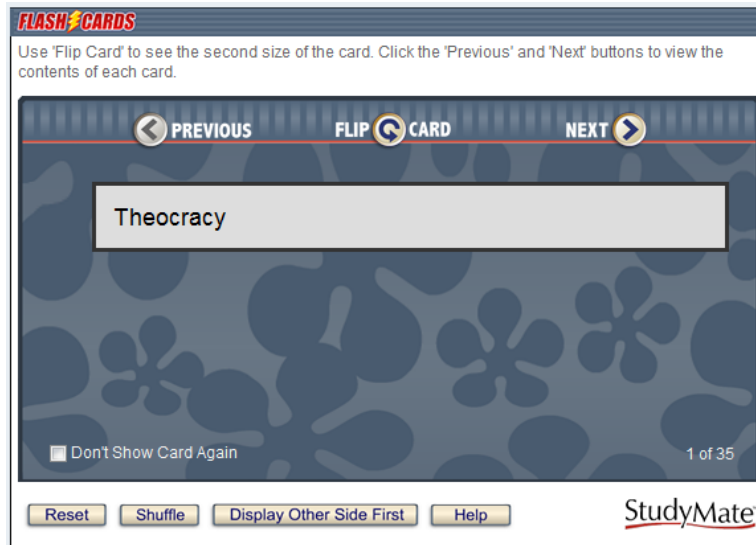 FLASH CARDS
Use 'Flip Card' to see the second size of the card. Click the 'Previous' and 'Next' buttons to view the
contents of each card.
PREVIOUS FLIP CARD NEXT
Theocracy
Don't Show Card Again 1 of 35
Reset Shuffle Display Other Side First Help StudyMate